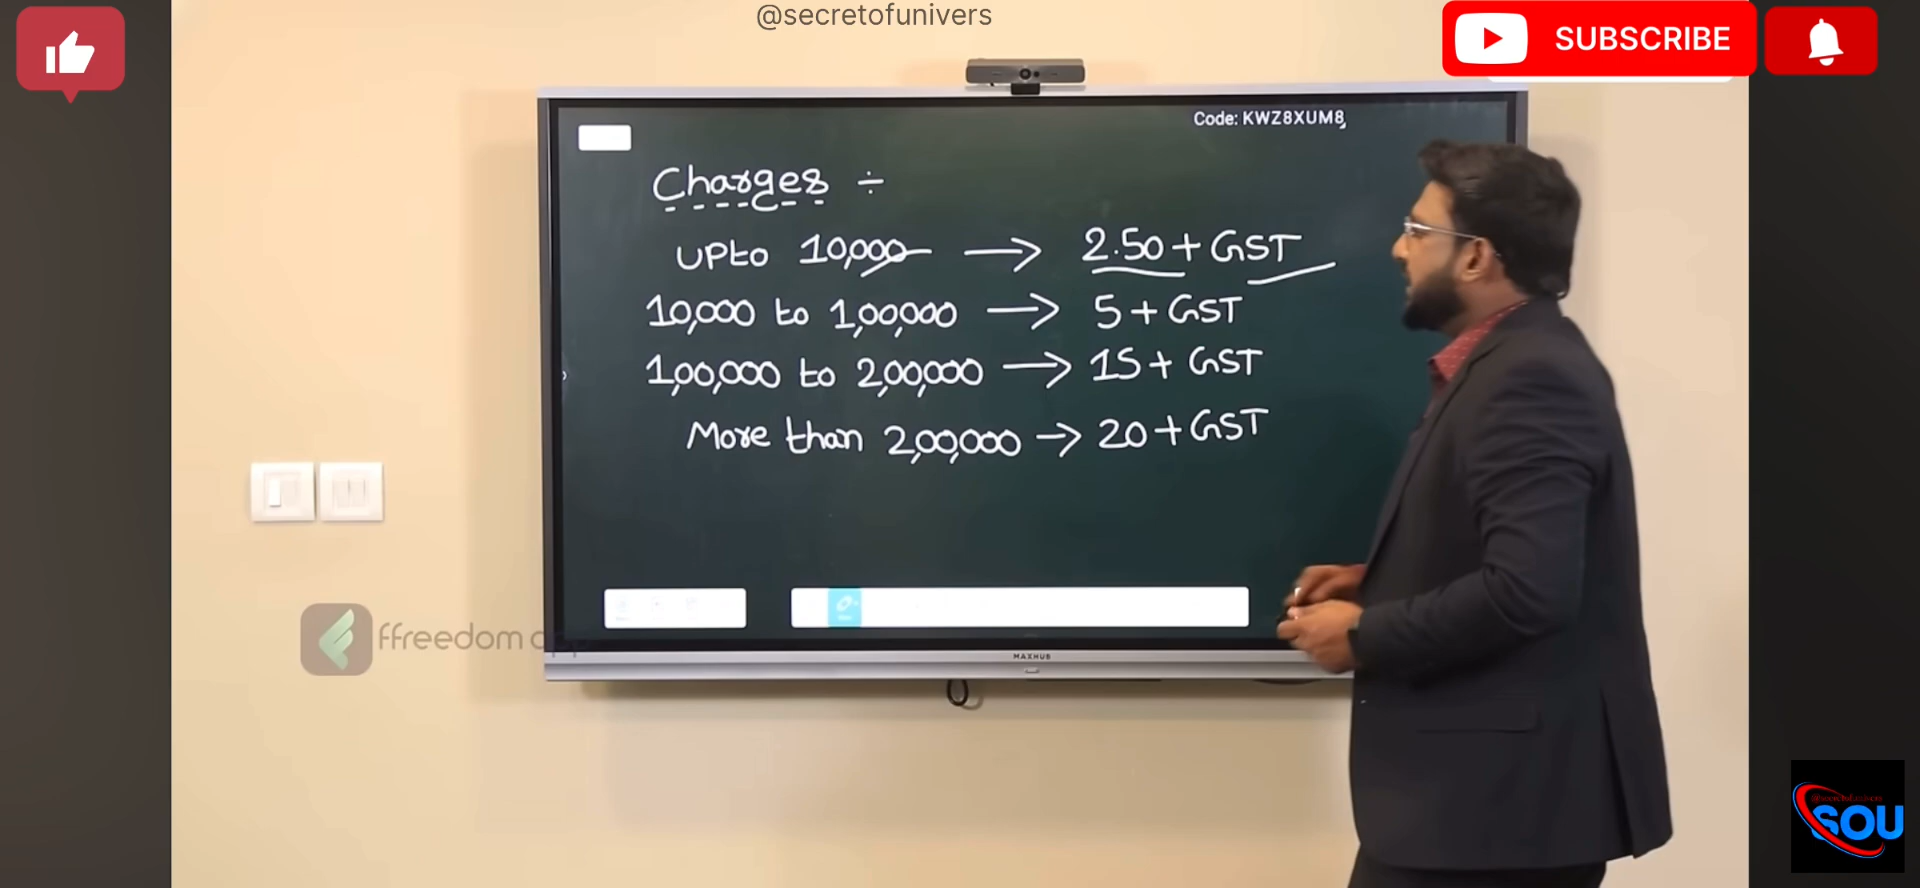 @secretofunivers
SUBSCRIBE
Code: KWZ8XUM8
Charges ÷
UPto 10,000 → 2.50 + GST
10,000 to 1,00,000 → 5 + GST
1,00,000 to 2,00,000 → 15 + GST
More than 2,00,000 → 20 + GST
ffreedom
MAXHUB
@secretofunivers
SOU